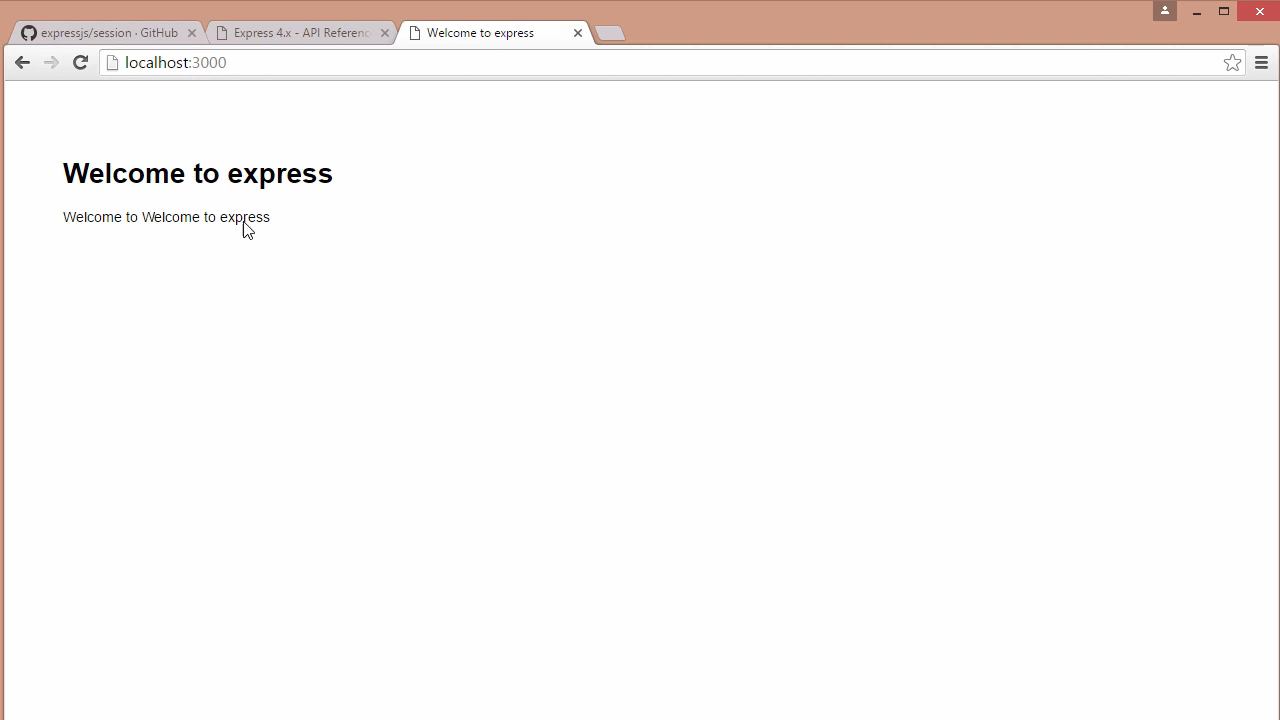 expressjs/session · GitHub
Express 4.x - API Referenc
Welcome to express
localhost:3000
Welcome to express
Welcome to Welcome to express